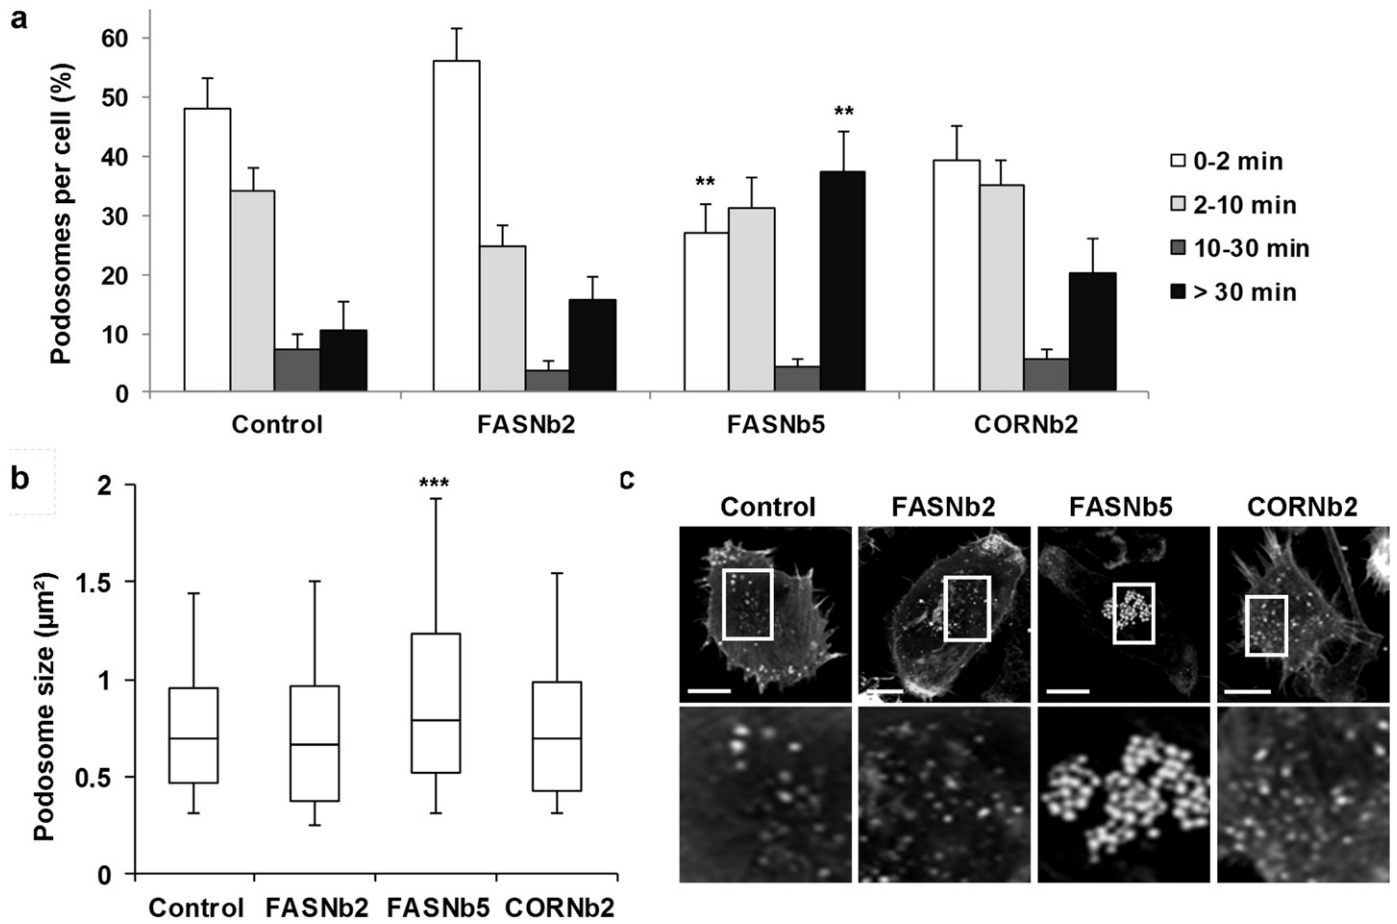 a
Podosomes per cell (%)
60
50
40
30
20
10
0
**
**
Control
FASNb2
FASNb5
CORNb2
0-2 min
2-10 min
10-30 min
> 30 min
b
Podosome size (µm²)
2
1.5
1
0.5
0
***
Control
FASNb2
FASNb5
CORNb2
c
Control
FASNb2
FASNb5
CORNb2